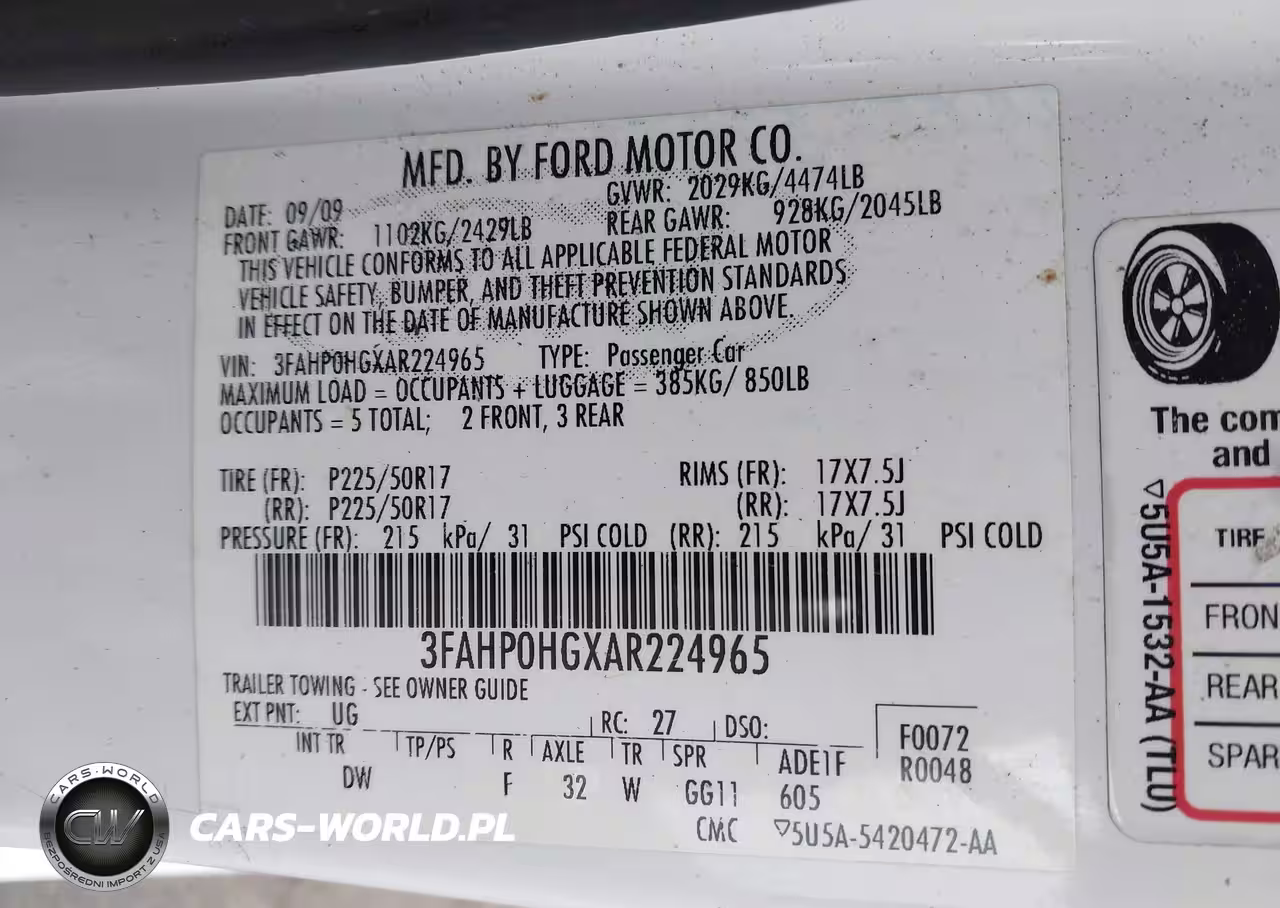 MFD. BY FORD MOTOR CO.
DATE: 09/09 GVWR: 2029KG/4474LB
FRONT GAWR: 1102KG/2429LB REAR GAWR: 928KG/2045LB
THIS VEHICLE CONFORMS TO ALL APPLICABLE FEDERAL MOTOR
VEHICLE SAFETY, BUMPER, AND THEFT PREVENTION STANDARDS
IN EFFECT ON THE DATE OF MANUFACTURE SHOWN ABOVE.
VIN: 3FAHP0HGXAR224965 TYPE: Passenger Car
MAXIMUM LOAD = OCCUPANTS + LUGGAGE = 385KG/ 850LB
OCCUPANTS = 5 TOTAL; 2 FRONT, 3 REAR
TIRE (FR): P225/50R17 RIMS (FR): 17X7.5J
(RR): P225/50R17 (RR): 17X7.5J
PRESSURE (FR): 215 kPa/ 31 PSI COLD (RR): 215 kPa/ 31 PSI COLD
3FAHP0HGXAR224965
TRAILER TOWING - SEE OWNER GUIDE
EXT PNT: UG RC: 27 DSO:
INT TR TP/PS R AXLE TR SPR ADE1F
DW F 32 W GG11 605
F0072
R0048
CMC ▽5U5A-5420472-AA
The com
and
▽5U5A-1532-AA (TLU)
TIRE
FRON
REAR
SPAR
CARS-WORLD
CW
BEZPOŚREDNI IMPORT Z USA
CARS-WORLD.PL